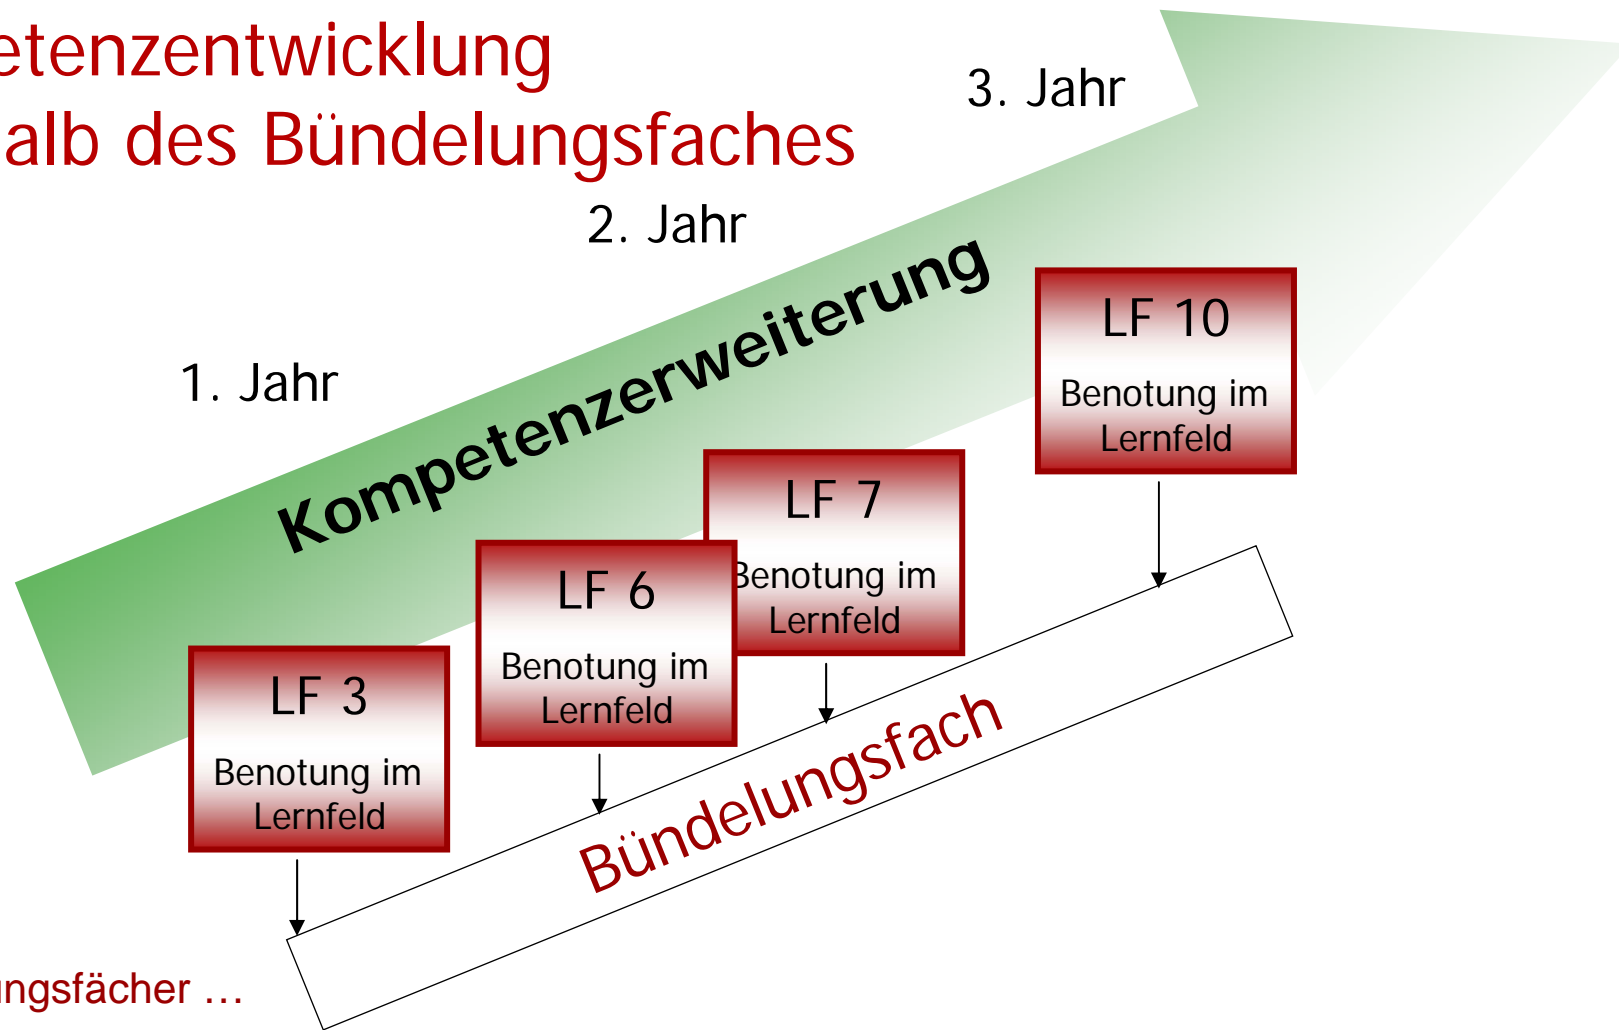 etenzentwicklung
alb des Bündelungsfaches
3. Jahr
2. Jahr
1. Jahr
Kompetenzerweiterung
LF 10
Benotung im
Lernfeld
LF 7
Benotung im
Lernfeld
LF 6
Benotung im
Lernfeld
LF 3
Benotung im
Lernfeld
Bündelungsfach
ungsfächer ...